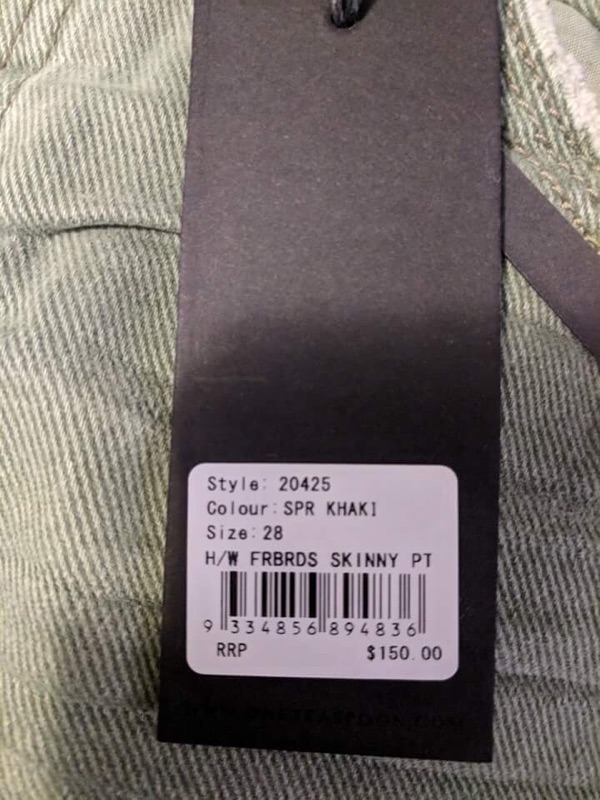 Style: 20425
Colour: SPR KHAKI
Size: 28
H/W FRBRDS SKINNY PT
9 334856 894836
RRP $150.00